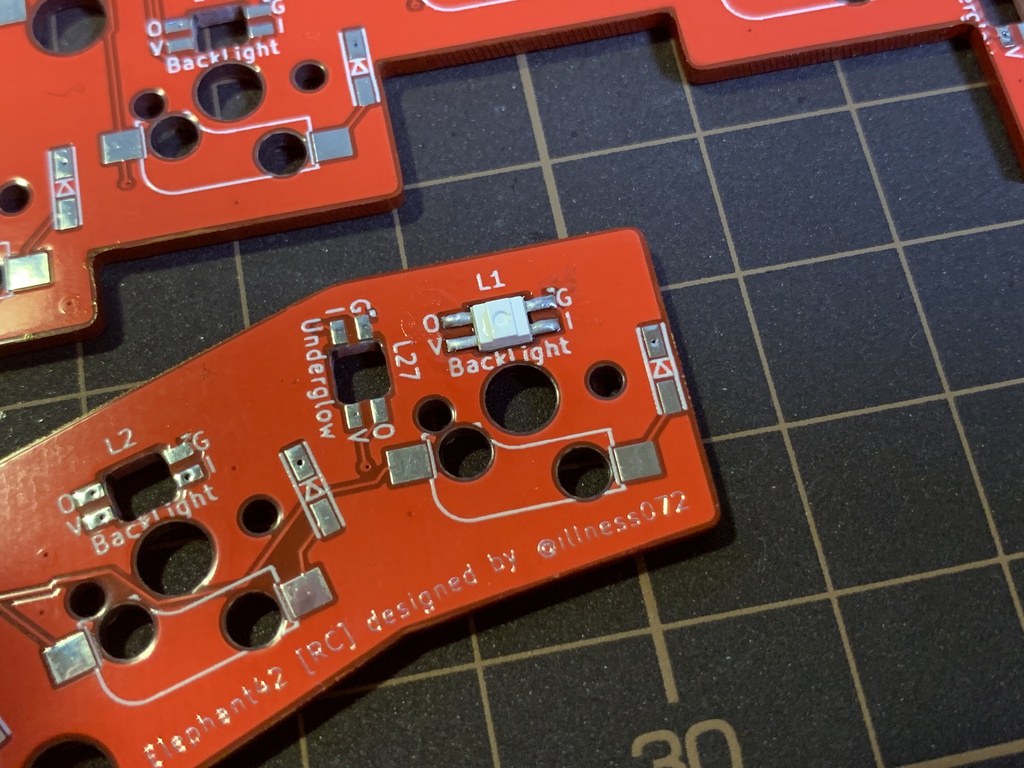 G
O I
V
BackLight
L1
G
O I
V
BackLight
G
I
Underglow
L27
O
V
L2
G
O I
V
BackLight
Elephant42 [RC] designed by @illness072
30